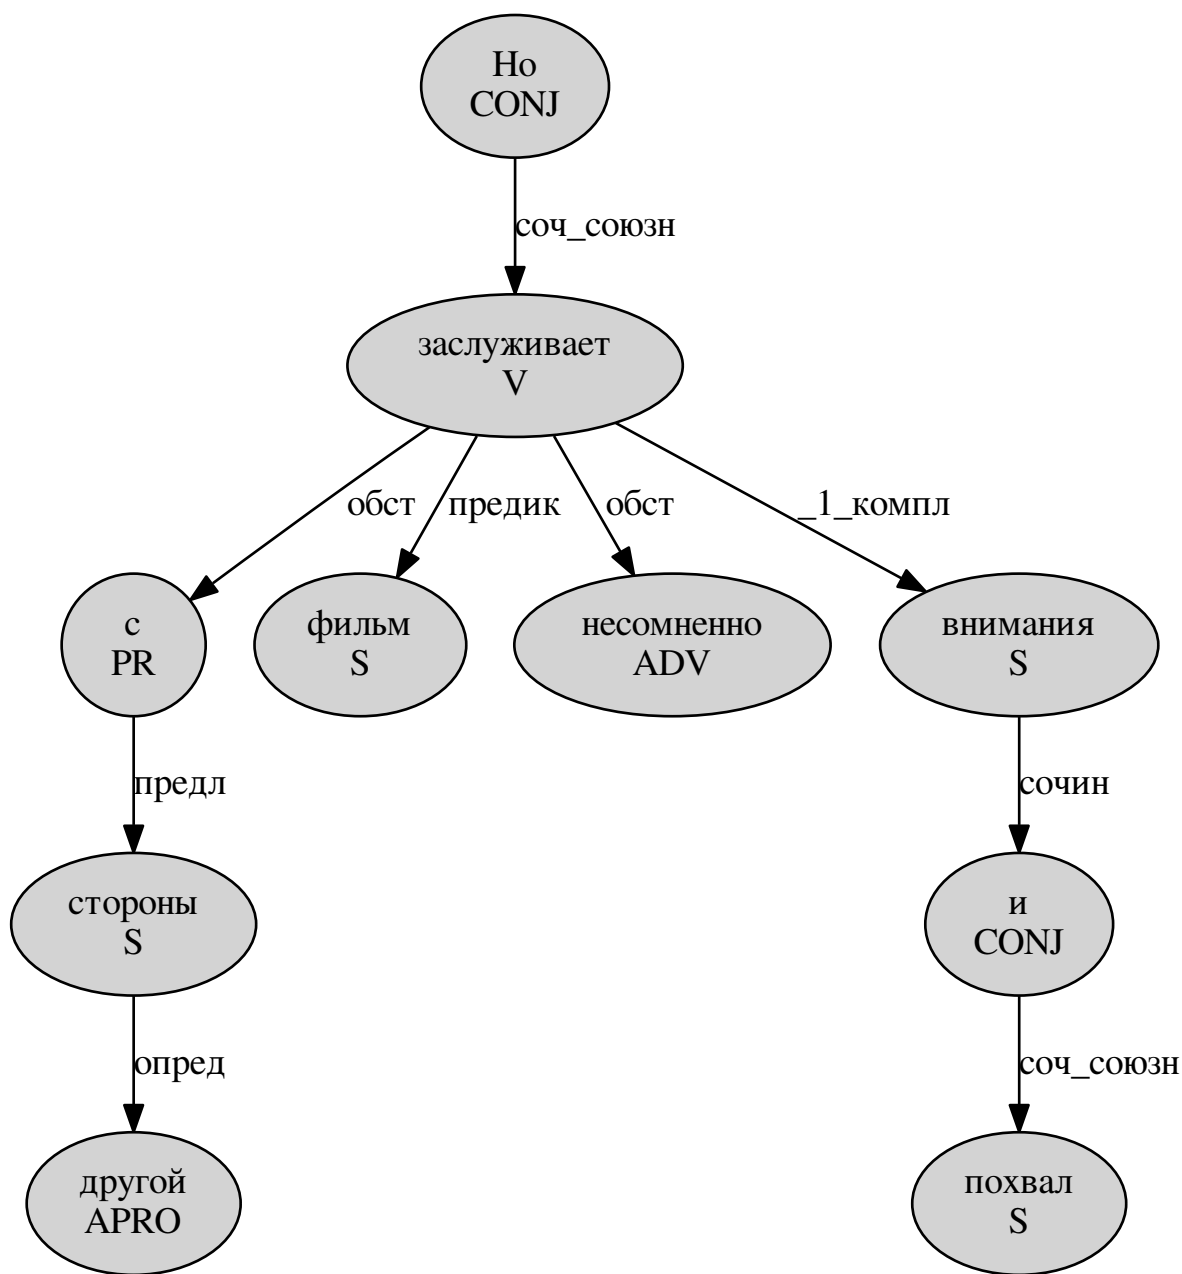 Но
CONJ
соч_союзн
заслуживает
V
обст
предик
обст
_1_компл
с
PR
фильм
S
несомненно
ADV
внимания
S
предл
сочин
стороны
S
и
CONJ
опред
соч_союзн
другой
APRO
похвал
S